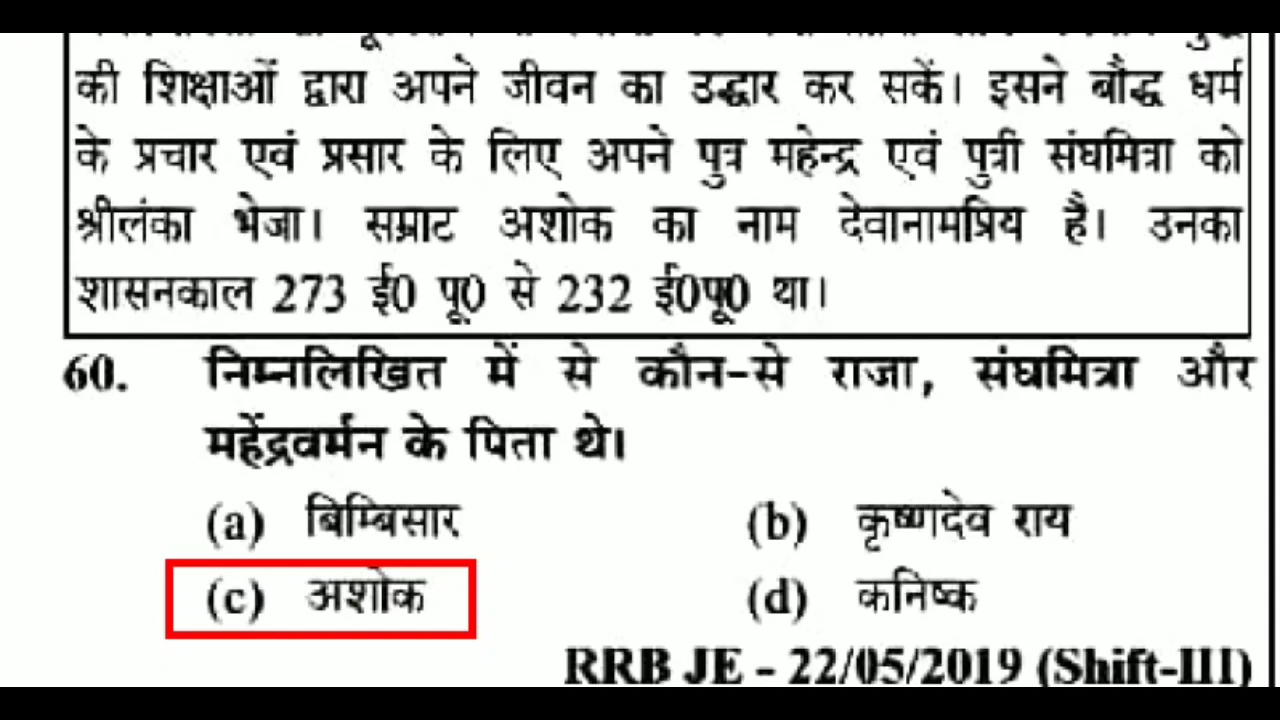 की शिक्षाओं द्वारा अपने जीवन का उद्धार कर सकें। इसने बौद्ध धर्म
के प्रचार एवं प्रसार के लिए अपने पुत्र महेन्द्र एवं पुत्री संघमित्रा को
श्रीलंका भेजा। सम्राट अशोक का नाम देवानामप्रिय है। उनका
शासनकाल 273 ई0 पू0 से 232 ई0पू0 था।
60. निम्नलिखित में से कौन-से राजा, संघमित्रा और
महेंद्रवर्मन के पिता थे।
(a) बिम्बिसार (b) कृष्णदेव राय
(c) अशोक (d) कनिष्क
RRB JE - 22/05/2019 (Shift-III)